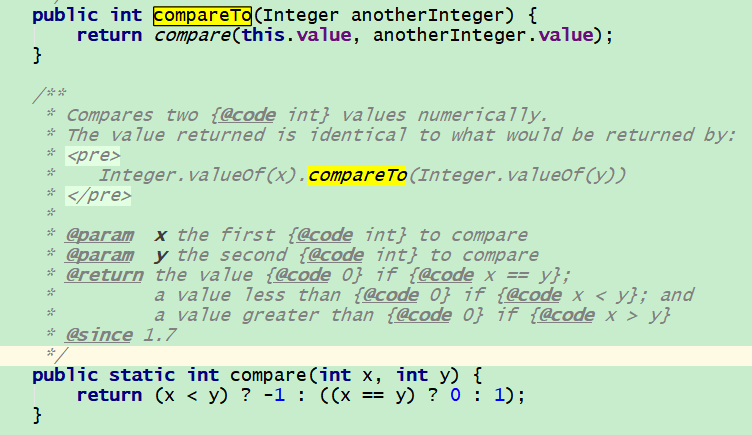 public int compareTo(Integer anotherInteger) {
    return compare(this.value, anotherInteger.value);
}
/**
 * Compares two {@code int} values numerically.
 * The value returned is identical to what would be returned by:
 * <pre>
 *    Integer.valueOf(x).compareTo(Integer.valueOf(y))
 * </pre>
 *
 * @param  x the first {@code int} to compare
 * @param  y the second {@code int} to compare
 * @return the value {@code 0} if {@code x == y};
 *         a value less than {@code 0} if {@code x < y}; and
 *         a value greater than {@code 0} if {@code x > y}
 * @since 1.7
 */
public static int compare(int x, int y) {
    return (x < y) ? -1 : ((x == y) ? 0 : 1);
}